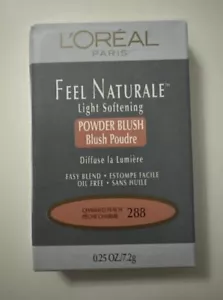 L'ORÉAL
PARIS
FEEL NATURALE™
Light Softening
POWDER BLUSH
Blush Poudre
Diffuse la Lumière
EASY BLEND • ESTOMPE FACILE
OIL FREE • SANS HUILE
288
0.25 OZ/7.2g